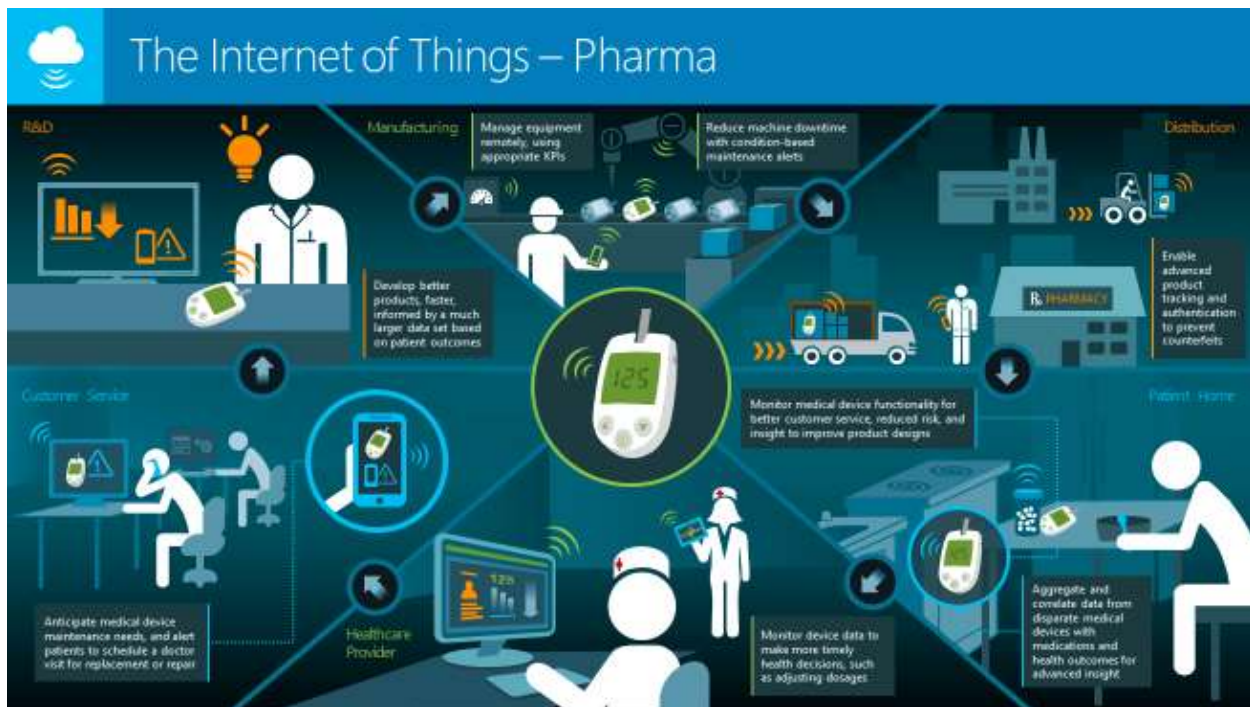 The Internet of Things – Pharma
R&D
Develop better
products, faster,
informed by a much
larger data set based
on patient outcomes
Manufacturing
Manage equipment
remotely, using
appropriate KPIs
Reduce machine downtime
with condition-based
maintenance alerts
Distribution
Enable
advanced
product
tracking and
authentication
to prevent
counterfeits
Rx PHARMACY
125
Customer Service
Anticipate medical device
maintenance needs, and alert
patients to schedule a doctor
visit for replacement or repair
Healthcare
Provider
125
Monitor device data to
make more timely
health decisions, such
as adjusting dosages
Patient Home
Monitor medical device functionality for
better customer service, reduced risk, and
insight to improve product designs
Aggregate and
correlate data from
disparate medical
devices with
medications and
health outcomes for
advanced insight